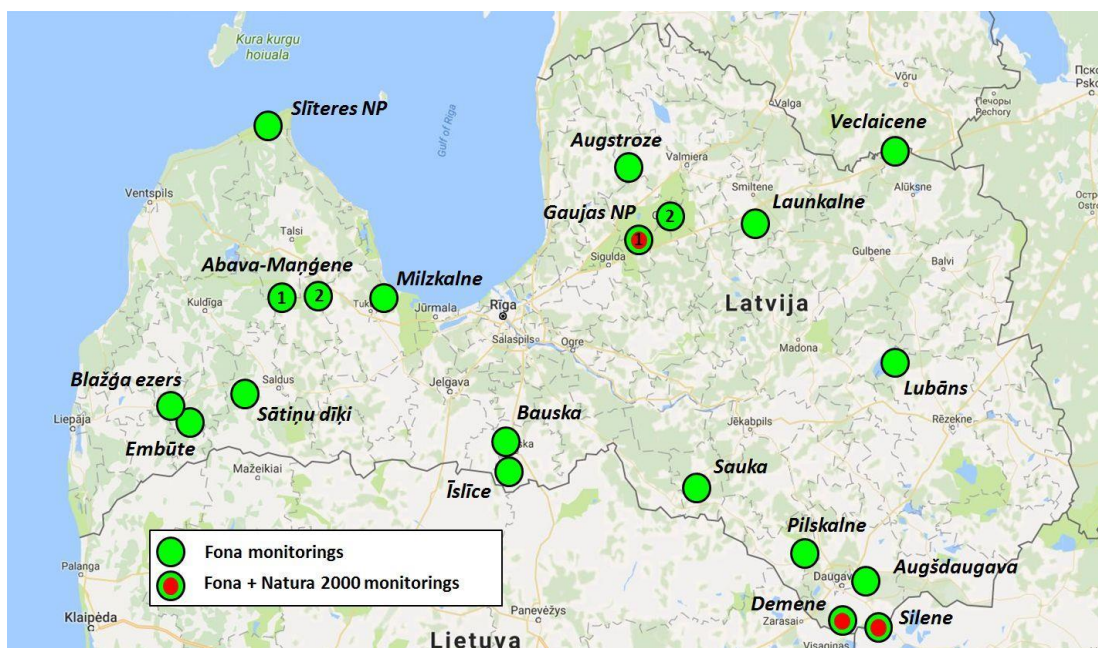 Kura kurgu
hoiuala
Slīteres NP
Gulf of Riga
Ventspils
Talsi
Abava-Maņģene
1
2
Kuldīga
Milzkalne
Jūrmala
Rīga
Salaspils
Ogre
Augstroze
Valmiera
Valga
Võru
Печоры
Pechory
Veclaicene
Smiltene
Alūksne
Gaujas NP
2
1
Launkalne
Sigulda
Gulbene
Balvi
Latvija
Madona
Lubāns
Rēzekne
Jēkabpils
Blažģa ezers
Liepāja
Embūte
Saldus
Sātiņu dīķi
Jelgava
Bauska
Īslīce
Mažeikiai
Sauka
Pilskalne
Augšdaugava
Demene
Silene
Zarasai
Visaginas
Fona monitorings
Fona + Natura 2000 monitorings
Palanga
Klaipėda
Panevėžys
Lietuva